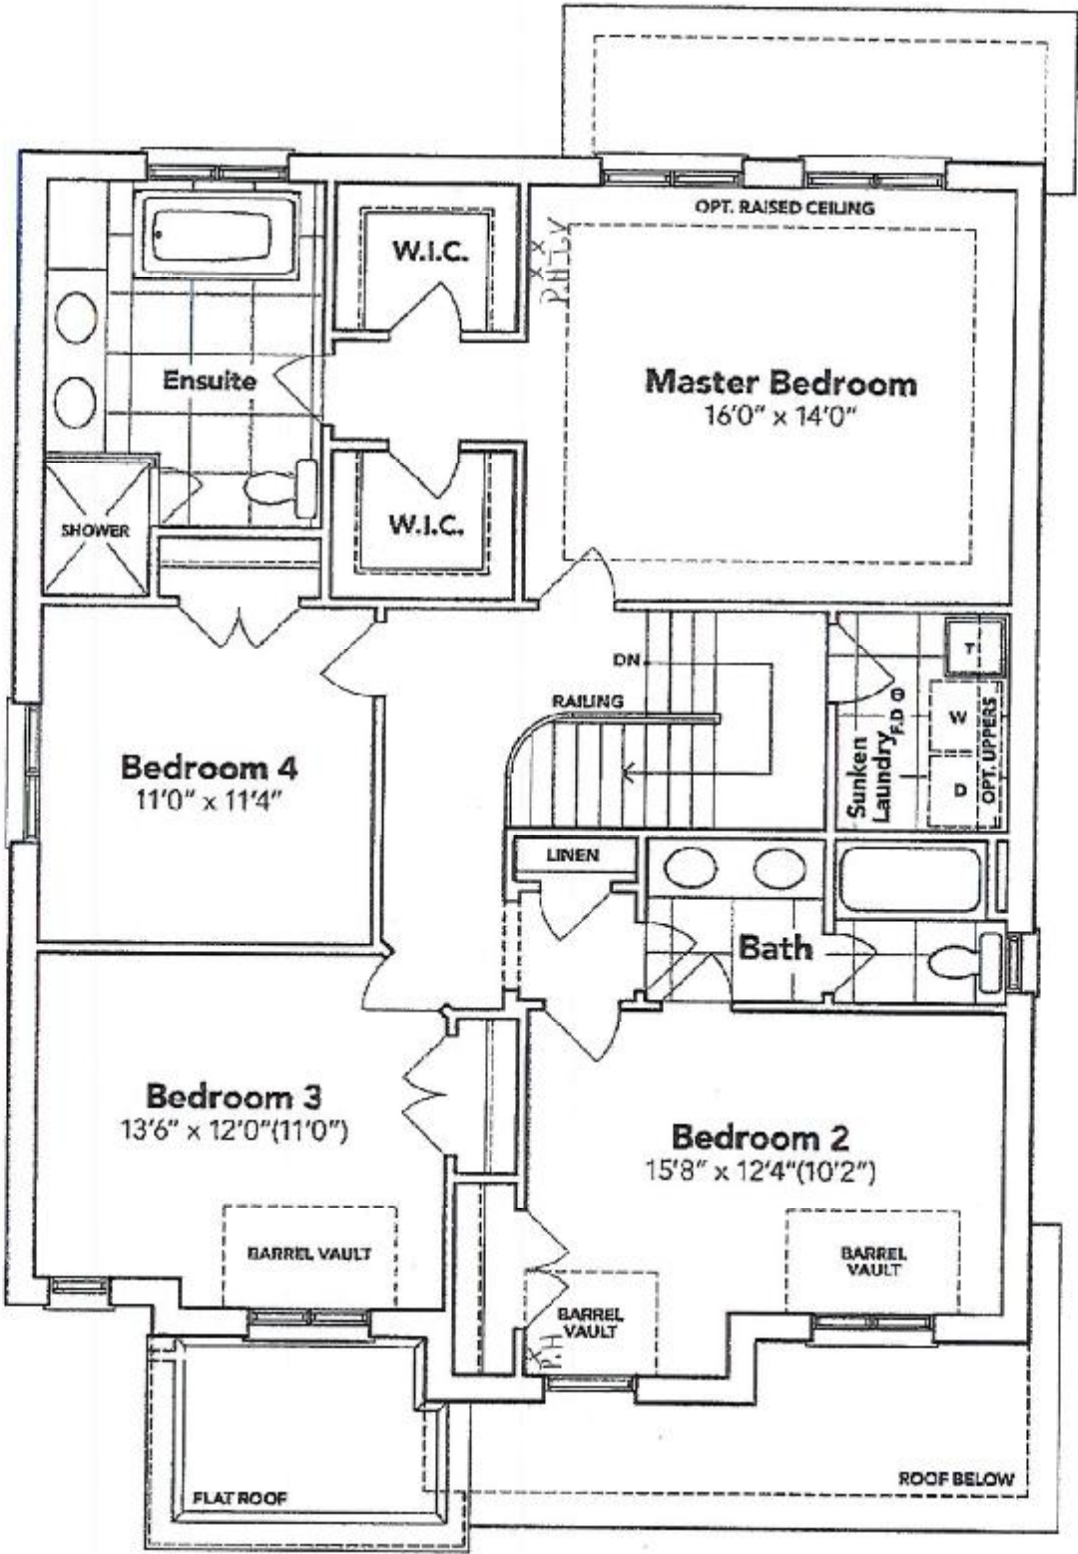 OPT. RAISED CEILING
W.I.C.
X X
P.H T.V
Ensuite
Master Bedroom
16'0" x 14'0"
W.I.C.
SHOWER
DN
RAILING
T
W
D
F.D
OPT. UPPERS
Sunken
Laundry
Bedroom 4
11'0" x 11'4"
LINEN
Bath
Bedroom 3
13'6" x 12'0"(11'0")
Bedroom 2
15'8" x 12'4"(10'2")
BARREL VAULT
BARREL
VAULT
BARREL
VAULT
X
P.H
FLAT ROOF
ROOF BELOW